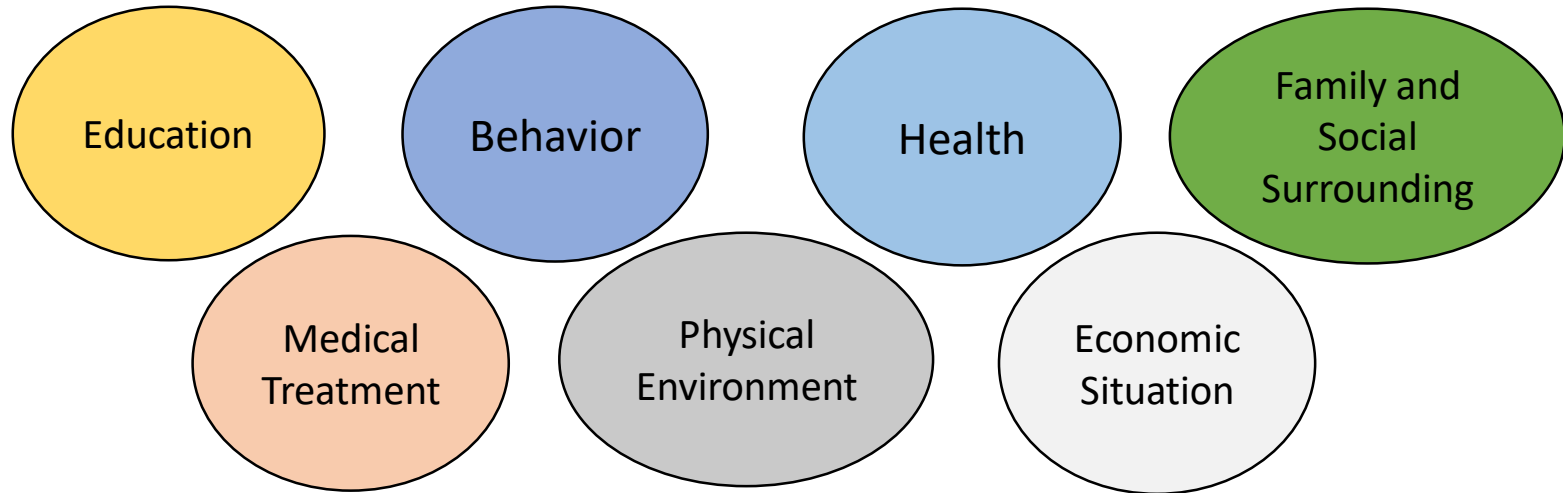 Education
Behavior
Health
Family and
Social
Surrounding
Medical
Treatment
Physical
Environment
Economic
Situation